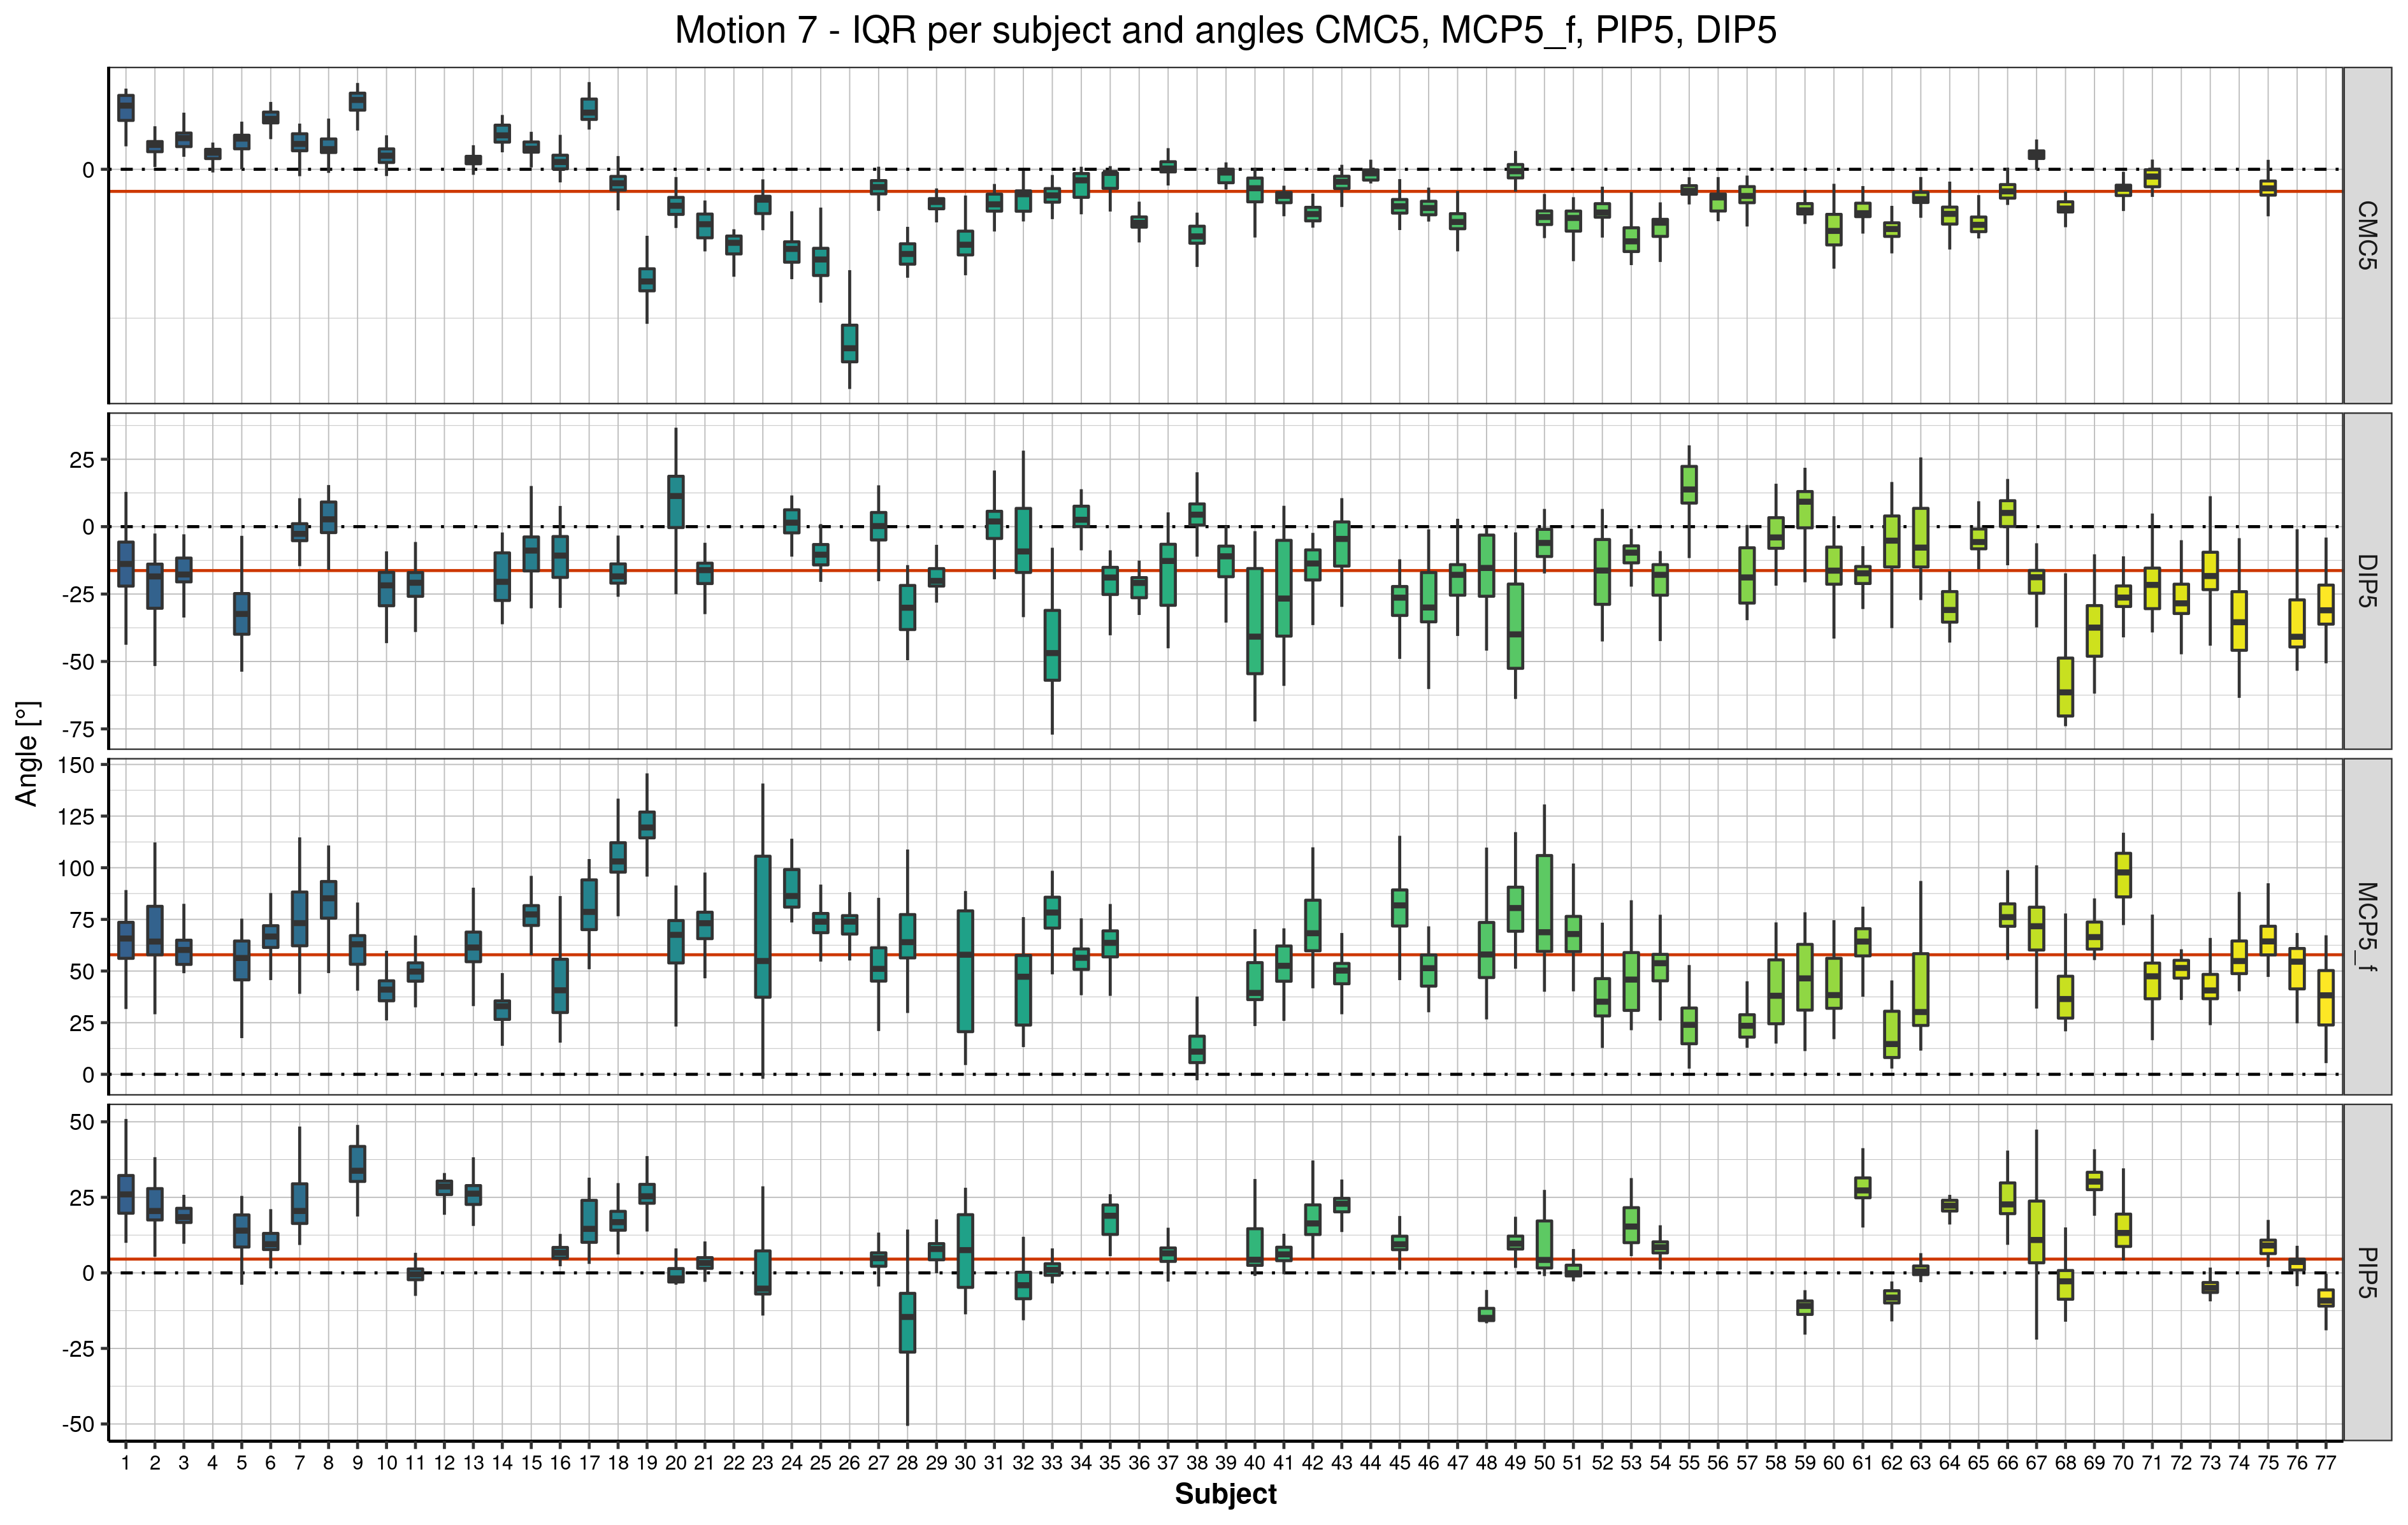 Motion 7 - IQR per subject and angles CMC5, MCP5_f, PIP5, DIP5
Angle [°]
0
CMC5
25
0
-25
-50
-75
DIP5
150
125
100
75
50
25
0
MCP5_f
50
25
0
-25
-50
PIP5
1 2 3 4 5 6 7 8 9 10 11 12 13 14 15 16 17 18 19 20 21 22 23 24 25 26 27 28 29 30 31 32 33 34 35 36 37 38 39 40 41 42 43 44 45 46 47 48 49 50 51 52 53 54 55 56 57 58 59 60 61 62 63 64 65 66 67 68 69 70 71 72 73 74 75 76 77
Subject